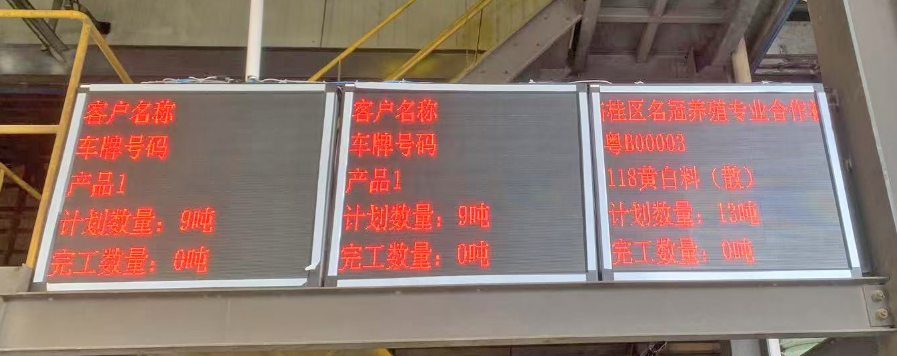 客户名称
车牌号码
产品1
计划数量：9吨
完工数量：0吨
客户名称
车牌号码
产品1
计划数量：9吨
完工数量：0吨
桂区名冠养殖专业合作
粤B00003
118黄白料（散）
计划数量：13吨
完工数量：0吨